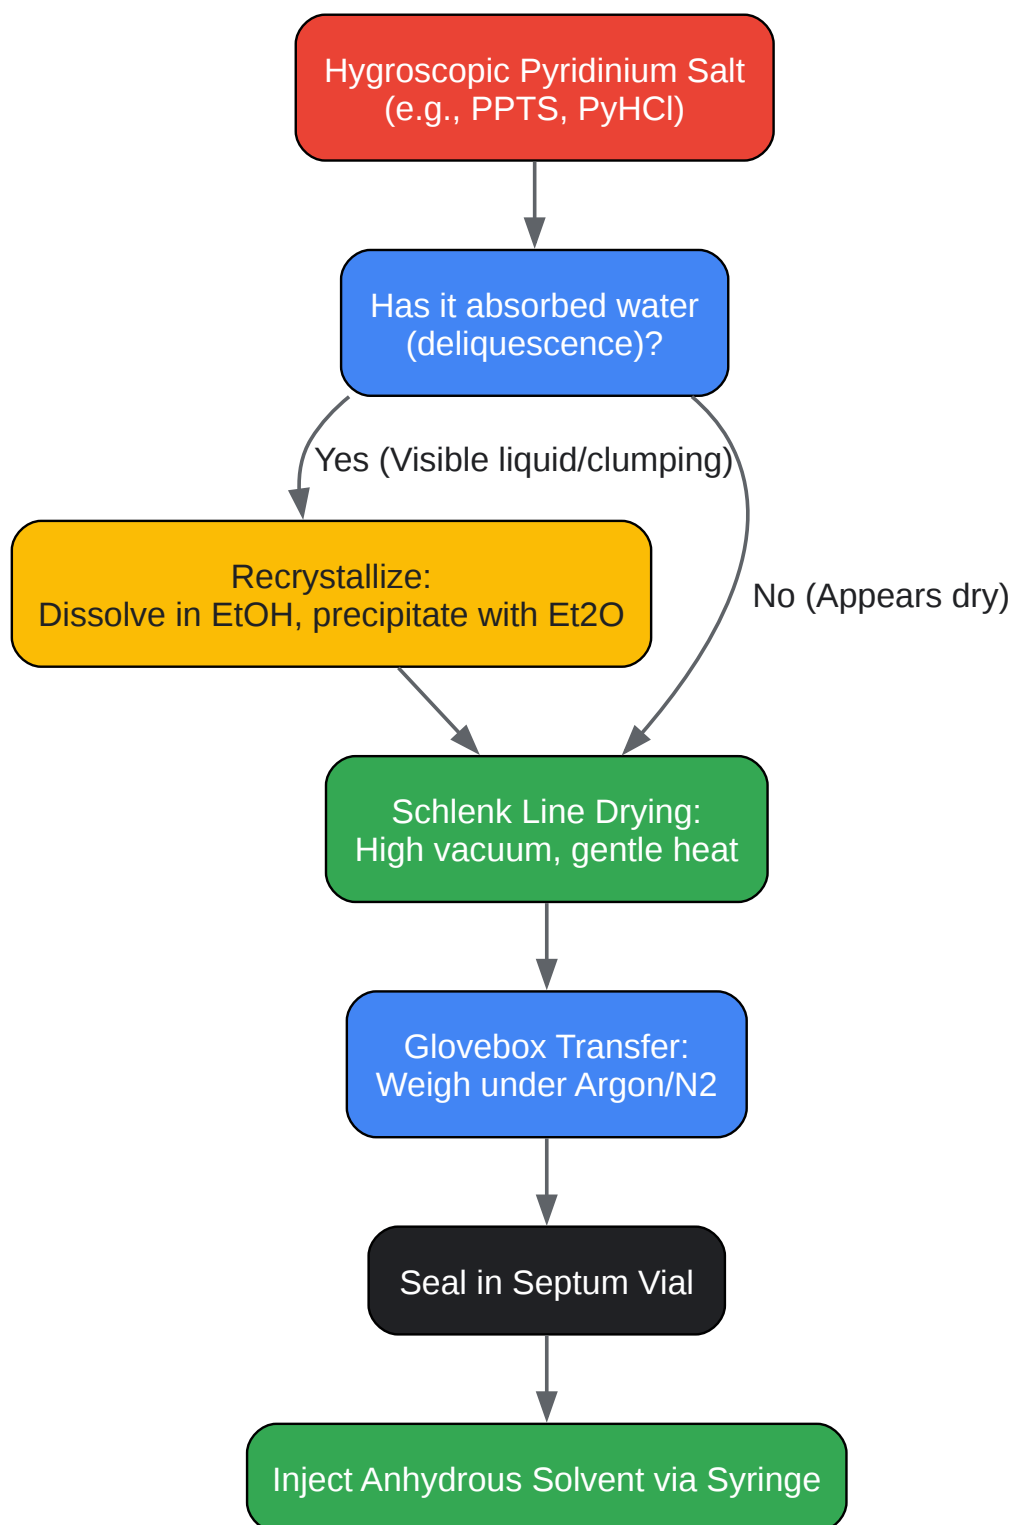 Hygroscopic Pyridinium Salt
(e.g., PPTS, PyHCl)
Has it absorbed water
(deliquescence)?
Yes (Visible liquid/clumping)
Recrystallize:
Dissolve in EtOH, precipitate with Et2O
No (Appears dry)
Schlenk Line Drying:
High vacuum, gentle heat
Glovebox Transfer:
Weigh under Argon/N2
Seal in Septum Vial
Inject Anhydrous Solvent via Syringe